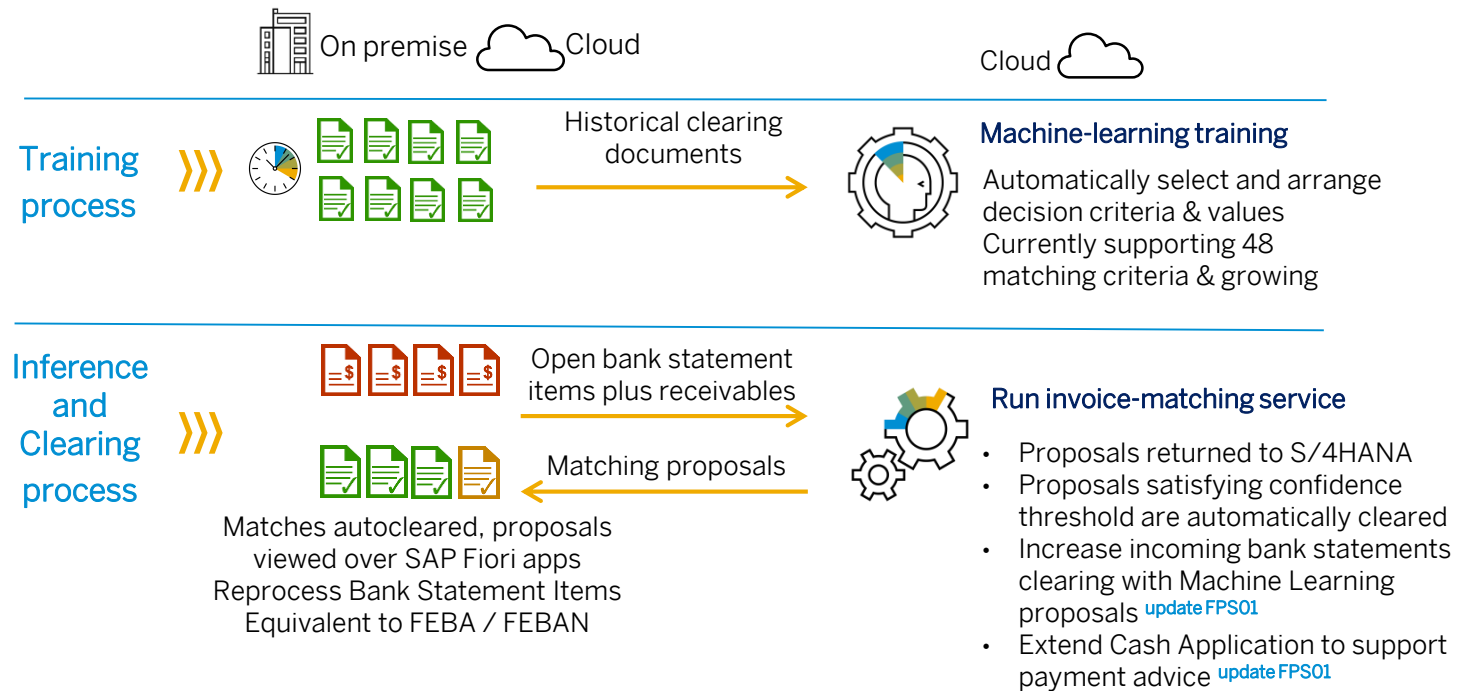 On premise
Cloud
Cloud
Training
process
Historical clearing
documents
Machine-learning training
Automatically select and arrange
decision criteria & values
Currently supporting 48
matching criteria & growing
Inference
and
Clearing
process
$ $ $ $
Open bank statement
items plus receivables
Matching proposals
Matches autocleared, proposals
viewed over SAP Fiori apps
Reprocess Bank Statement Items
Equivalent to FEBA / FEBAN
Run invoice-matching service
• Proposals returned to S/4HANA
• Proposals satisfying confidence
threshold are automatically cleared
• Increase incoming bank statements
clearing with Machine Learning
proposals update FPS01
• Extend Cash Application to support
payment advice update FPS01